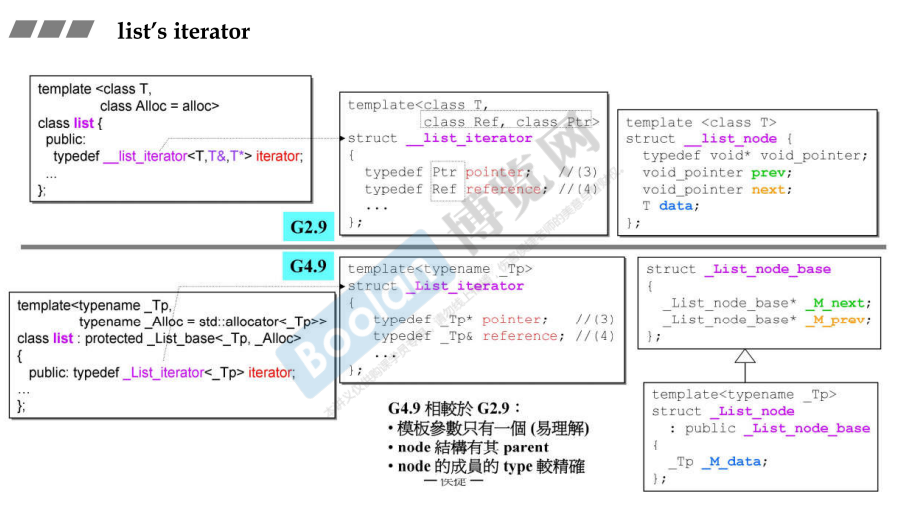 list's iterator
template <class T,
class Alloc = alloc>
class list {
public:
typedef __list_iterator<T,T&,T*> iterator;
...
};
template<class T,
class Ref, class Ptr>
struct __list_iterator
{
typedef Ptr pointer; //(3)
typedef Ref reference; //(4)
...
};
template <class T>
struct __list_node {
typedef void* void_pointer;
void_pointer prev;
void_pointer next;
T data;
};
G2.9
G4.9
template<typename _Tp,
typename _Alloc = std::allocator<_Tp>>
class list : protected _List_base<_Tp, _Alloc>
{
public: typedef _List_iterator<_Tp> iterator;
...
};
template<typename _Tp>
struct _List_iterator
{
typedef _Tp* pointer; //(3)
typedef _Tp& reference; //(4)
...
};
struct _List_node_base
{
_List_node_base* _M_next;
_List_node_base* _M_prev;
};
template<typename _Tp>
struct _List_node
: public _List_node_base
{
_Tp _M_data;
};
G4.9 相較於 G2.9：
• 模板參數只有一個 (易理解)
• node 結構有其 parent
• node 的成員的 type 較精確
— 侯捷 —
Boolan 博览网